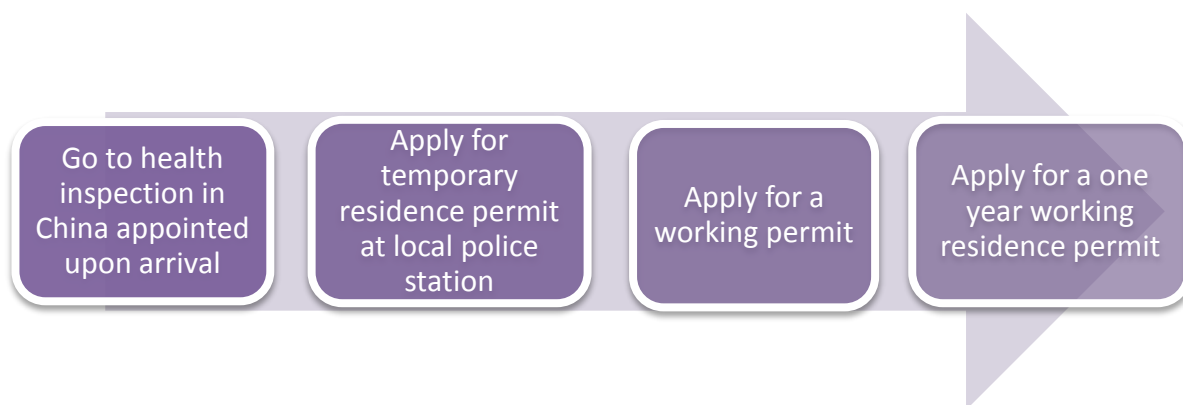 Go to health
inspection in
China appointed
upon arrival
Apply for
temporary
residence permit
at local police
station
Apply for a
working permit
Apply for a one
year working
residence permit